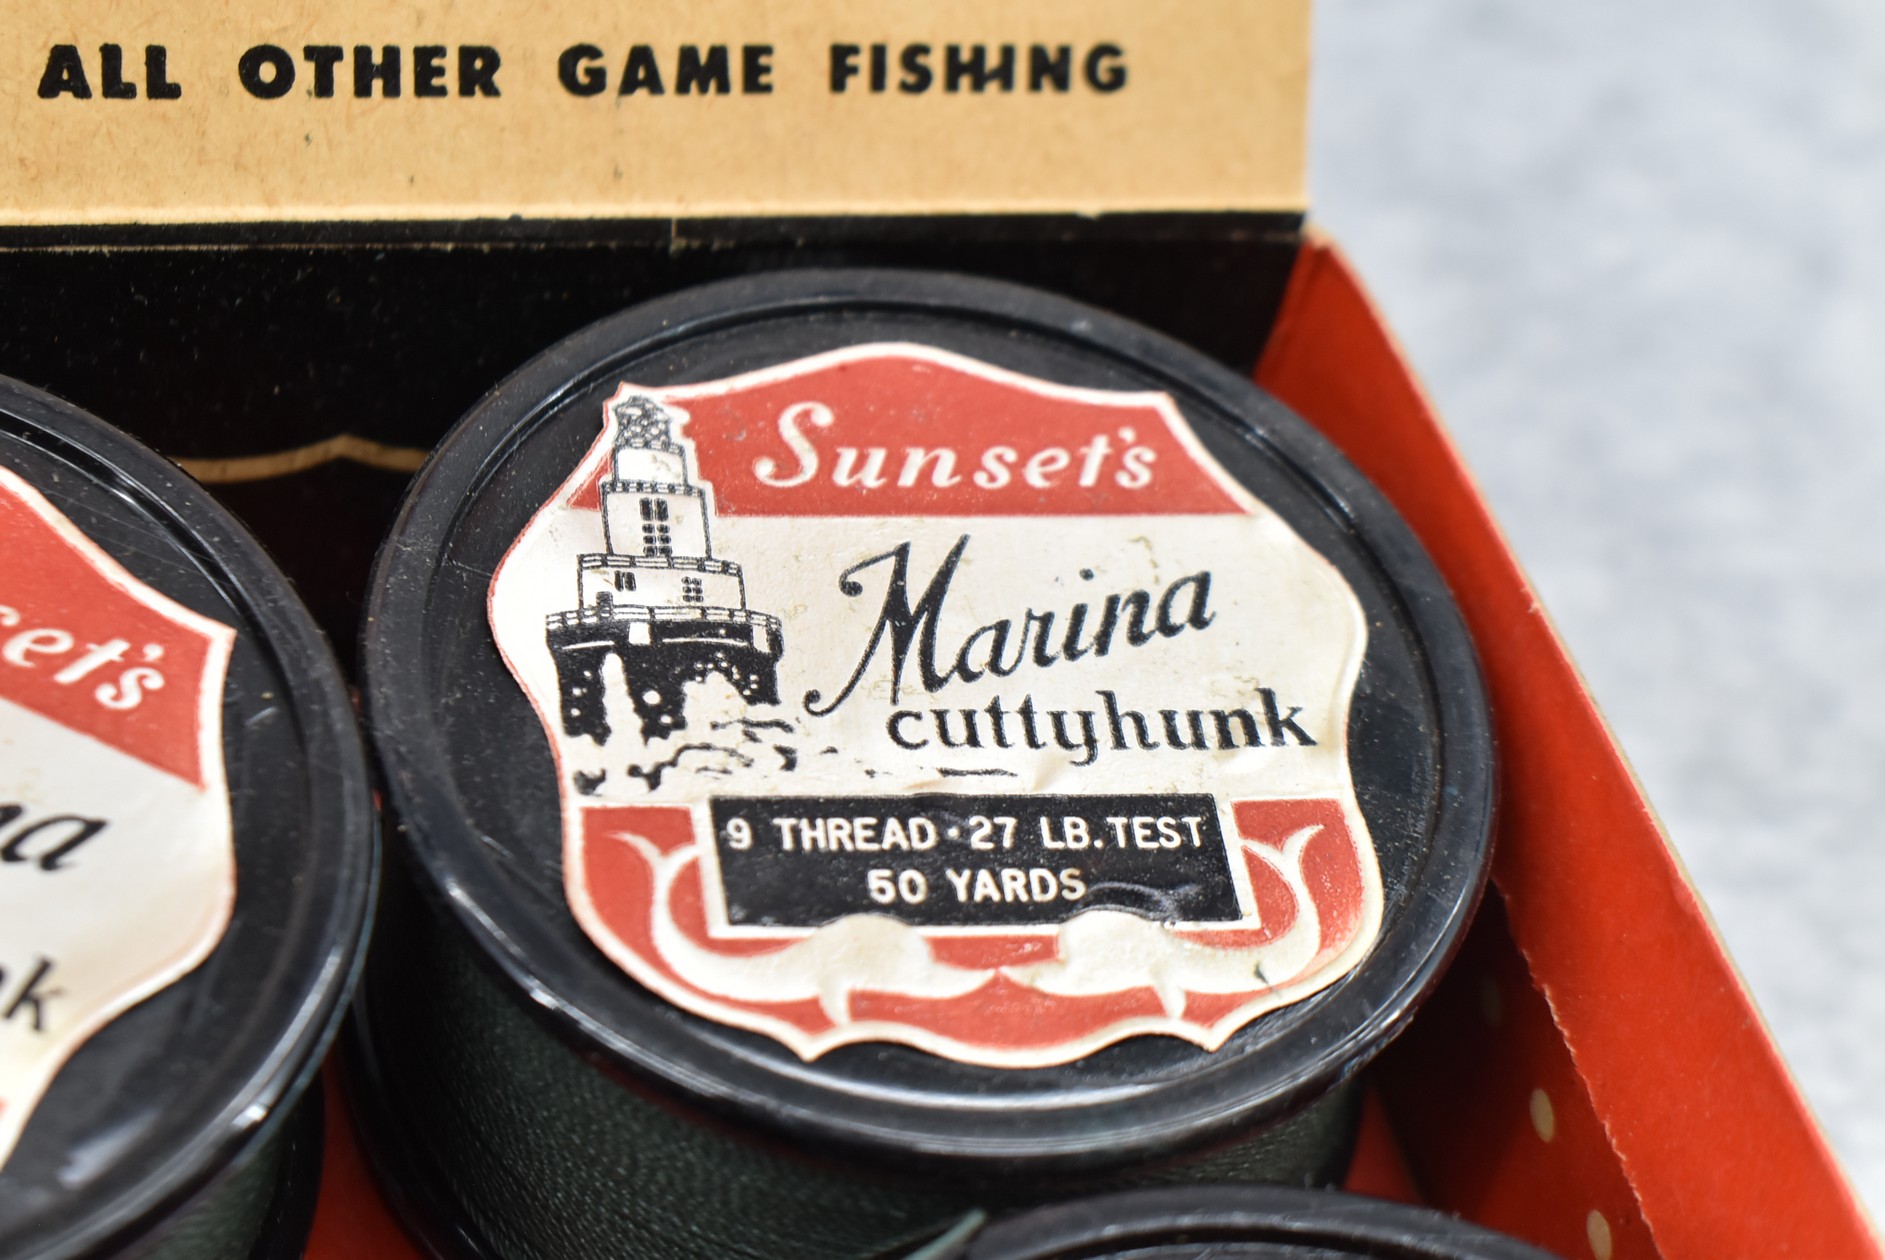 ALL OTHER GAME FISHING
Sunset's
Marina
cuttyhunk
9 THREAD · 27 LB. TEST
50 YARDS
set's
na
nk